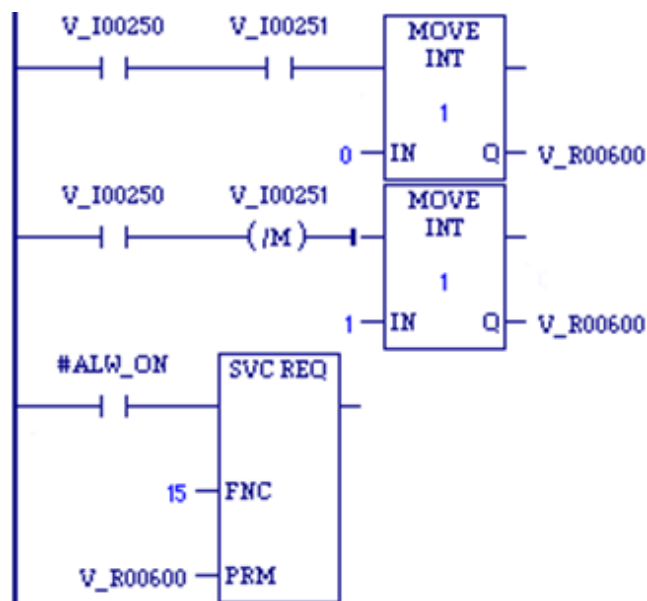 V_I00250 V_I00251 MOVE
INT
1
0 IN Q V_R00600
V_I00250 V_I00251 MOVE
(/M) INT
1
1 IN Q V_R00600
#ALW_ON SVC REQ
15 FNC
V_R00600 PRM